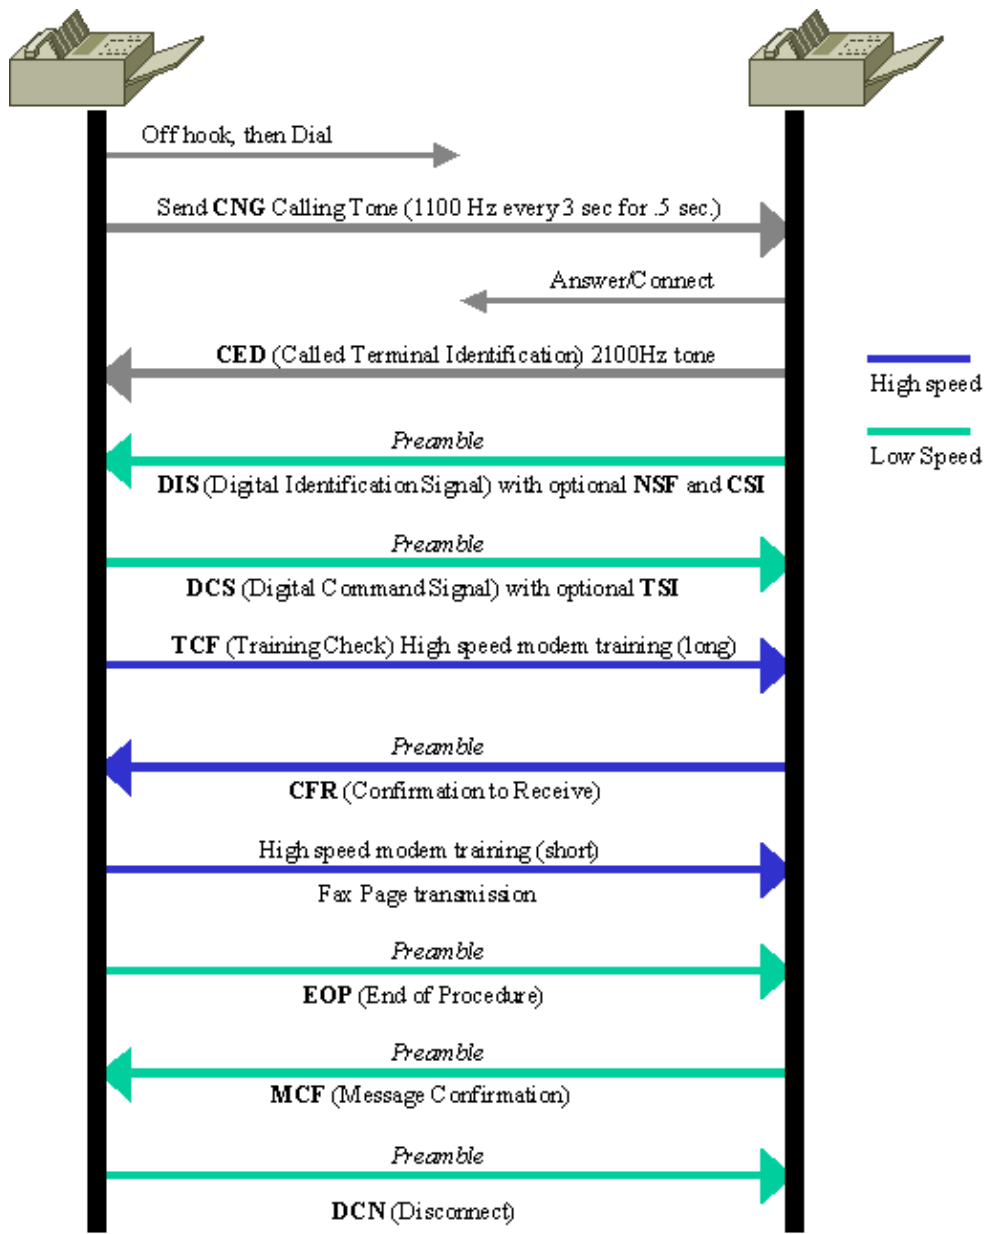 Off hook, then Dial
Send CNG Calling Tone (1100 Hz every 3 sec for .5 sec.)
Answer/Connect
CED (Called Terminal Identification) 2100Hz tone
High speed
Low Speed
Preamble
DIS (Digital Identification Signal) with optional NSF and CSI
Preamble
DCS (Digital Command Signal) with optional TSI
TCF (Training Check) High speed modem training (long)
Preamble
CFR (Confirmation to Receive)
High speed modem training (short)
Fax Page transmission
Preamble
EOP (End of Procedure)
Preamble
MCF (Message Confirmation)
Preamble
DCN (Disconnect)